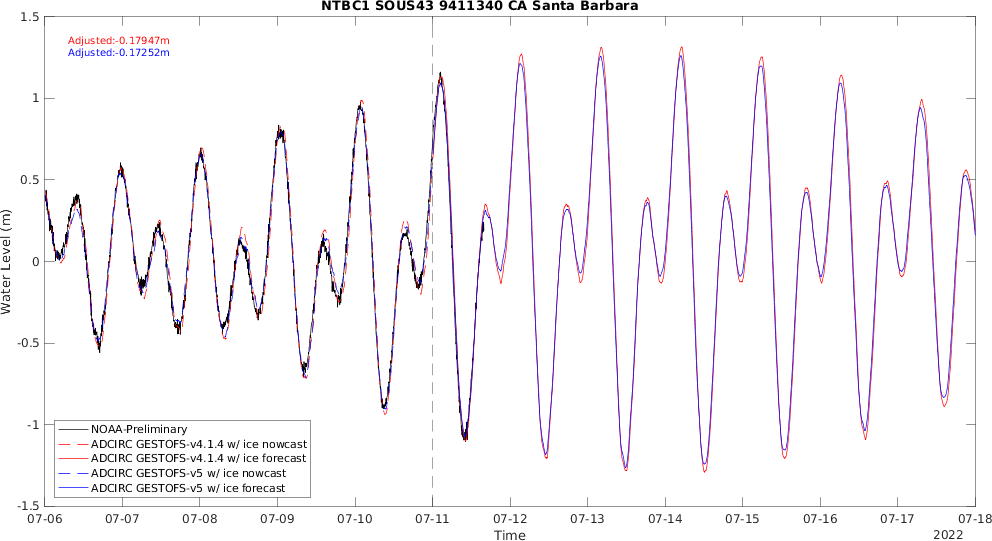 NTBC1 SOUS43 9411340 CA Santa Barbara
Adjusted:-0.17947m
Adjusted:-0.17252m
1.5
1
0.5
0
-0.5
-1
-1.5
Water Level (m)
NOAA-Preliminary
ADCIRC GESTOFS-v4.1.4 w/ ice nowcast
ADCIRC GESTOFS-v4.1.4 w/ ice forecast
ADCIRC GESTOFS-v5 w/ ice nowcast
ADCIRC GESTOFS-v5 w/ ice forecast
07-06 07-07 07-08 07-09 07-10 07-11 07-12 07-13 07-14 07-15 07-16 07-17 07-18
Time
2022